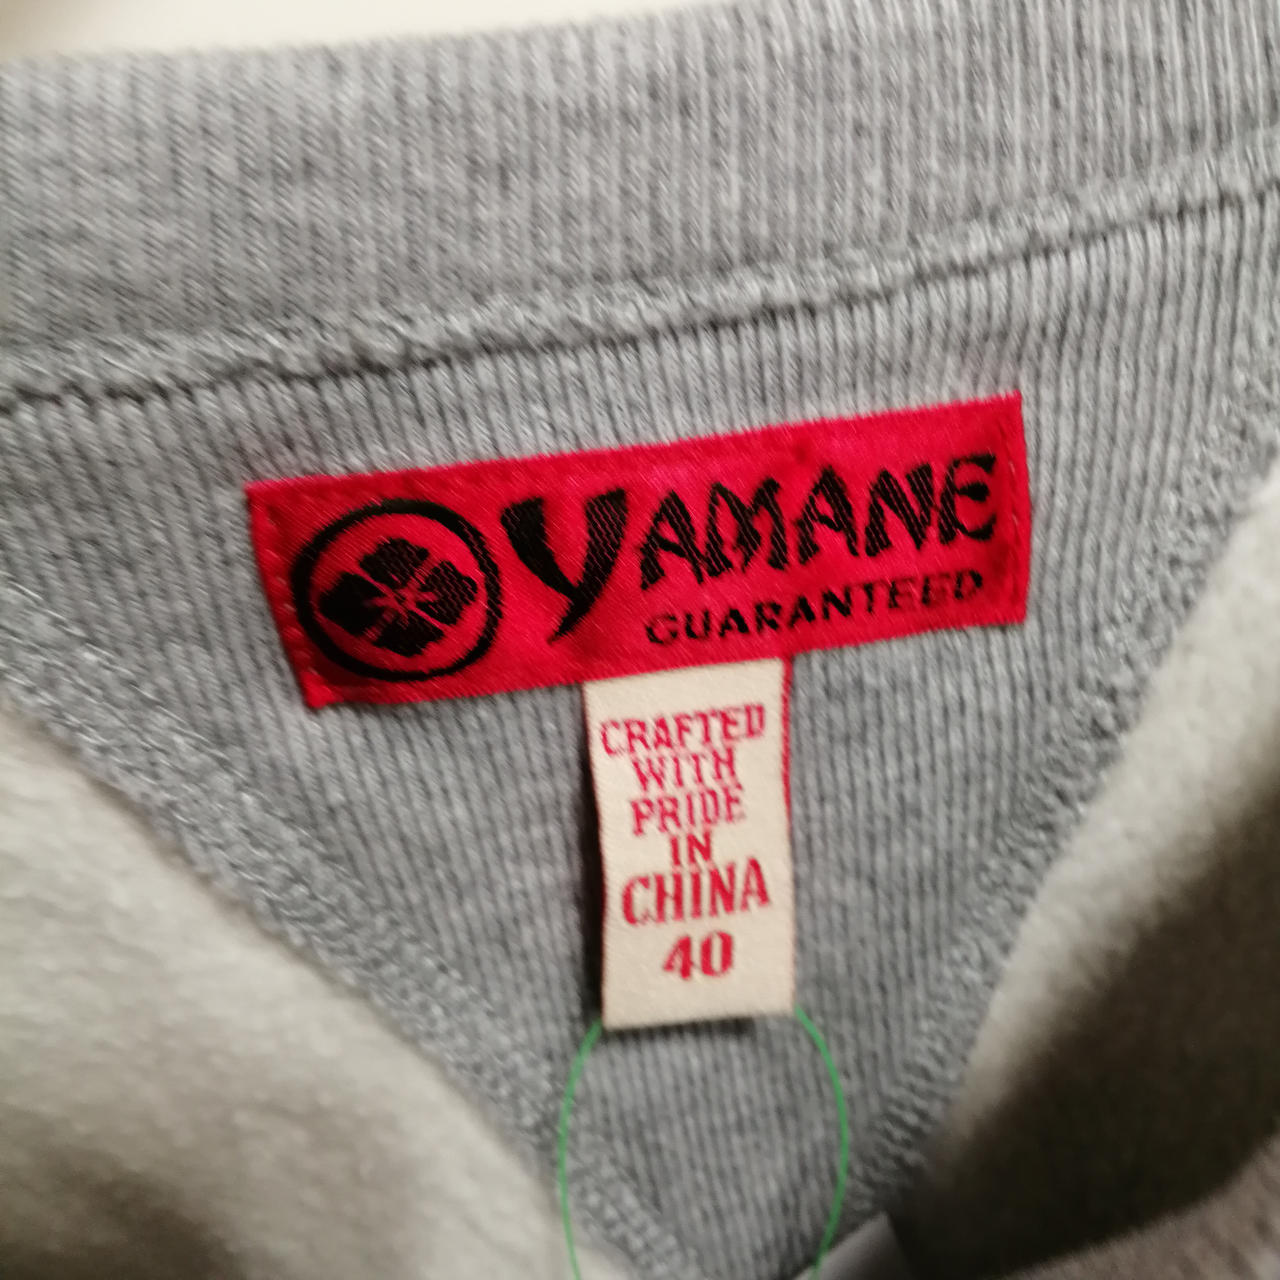 YAMANE
GUARANTEED
CRAFTED
WITH
PRIDE
IN
CHINA
40